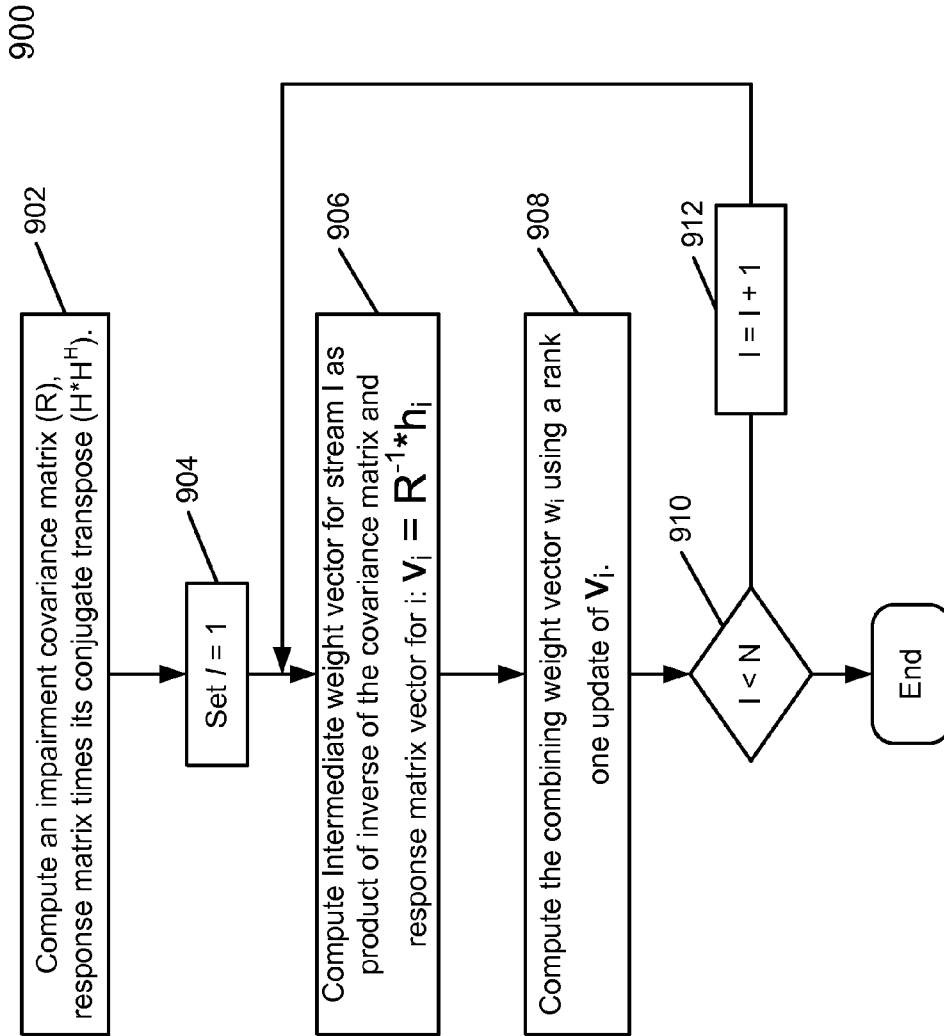 900
902
Compute an impairment covariance matrix (R),
response matrix times its conjugate transpose (H*H^H).
904
Set I = 1
906
Compute Intermediate weight vector for stream I as
product of inverse of the covariance matrix and
response matrix vector for i: v_i = R^-1*h_i
908
Compute the combining weight vector w_i using a rank
one update of v_i.
910
I < N
912
I = I + 1
End